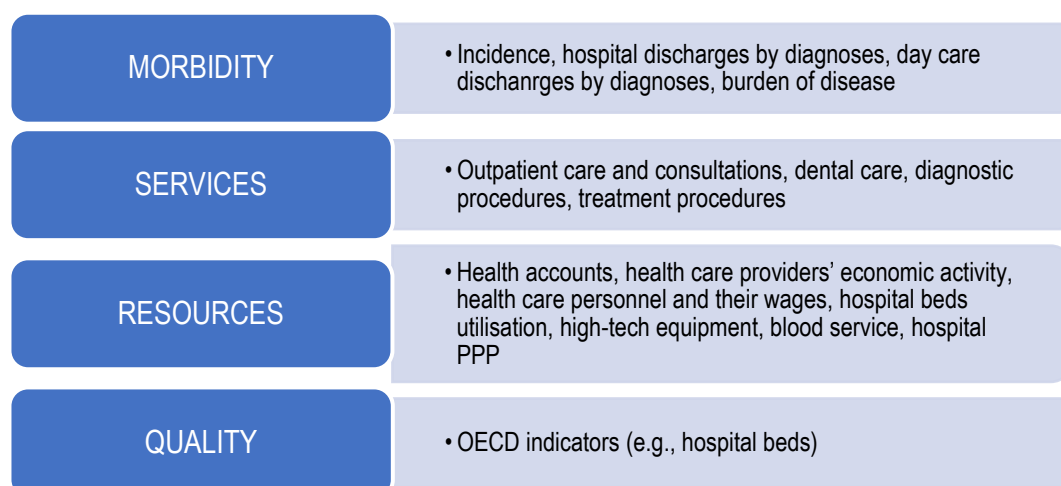 MORBIDITY
• Incidence, hospital discharges by diagnoses, day care
dischanrges by diagnoses, burden of disease
SERVICES
• Outpatient care and consultations, dental care, diagnostic
procedures, treatment procedures
RESOURCES
• Health accounts, health care providers’ economic activity,
health care personnel and their wages, hospital beds
utilisation, high-tech equipment, blood service, hospital
PPP
QUALITY
• OECD indicators (e.g., hospital beds)